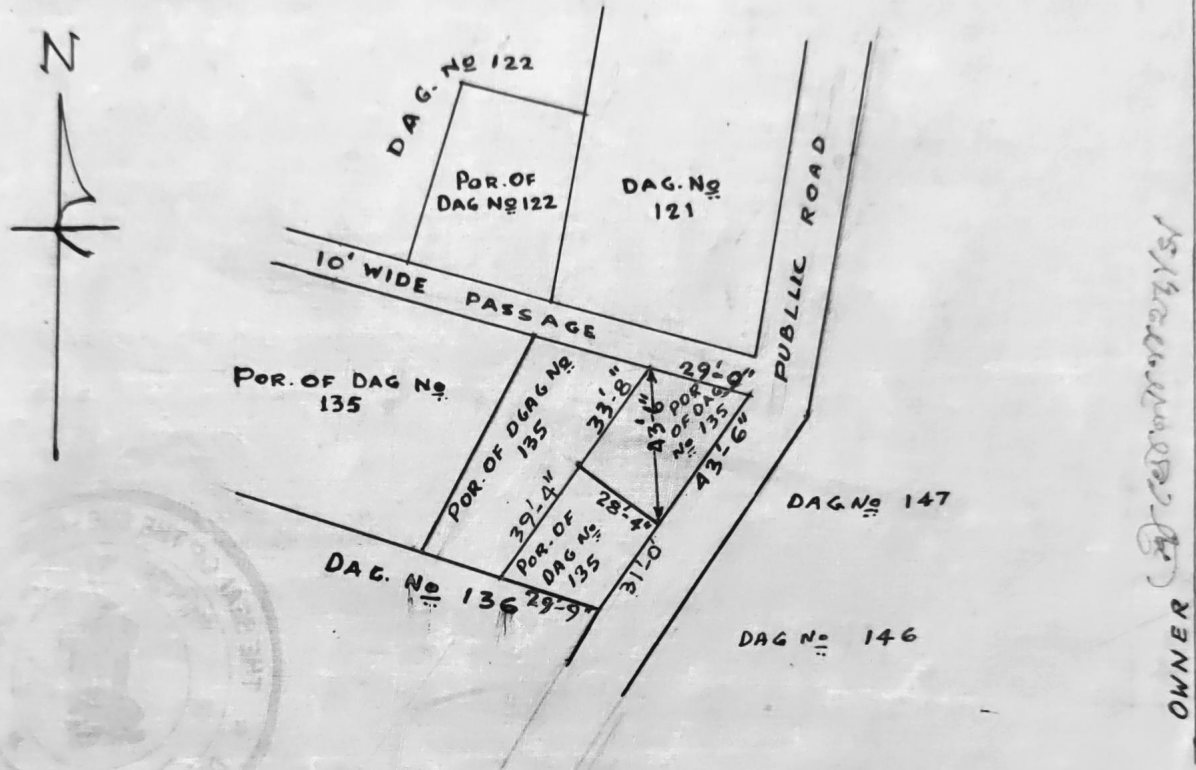 N
DAG. No 122
POR. OF
DAG No 122
DAG. No
121
PUBLLIC ROAD
10' WIDE PASSAGE
POR. OF DAG No
135
POR. OF DGAG No
135
33'-8"
39'-4"
29'-0"
43'-6"
POR
OF DAG
No 135
43'-6"
28'-4"
POR. OF
DAG No
135
31'-0"
29'-9"
DAG. No 136
DAG No 147
DAG No 146
OWNER